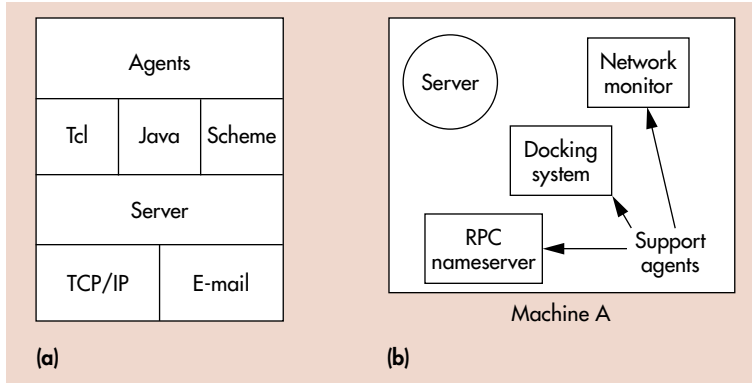 Agents
Tcl
Java
Scheme
Server
TCP/IP
E-mail
(a)
Server
Network
monitor
Docking
system
RPC
nameserver
Support
agents
Machine A
(b)